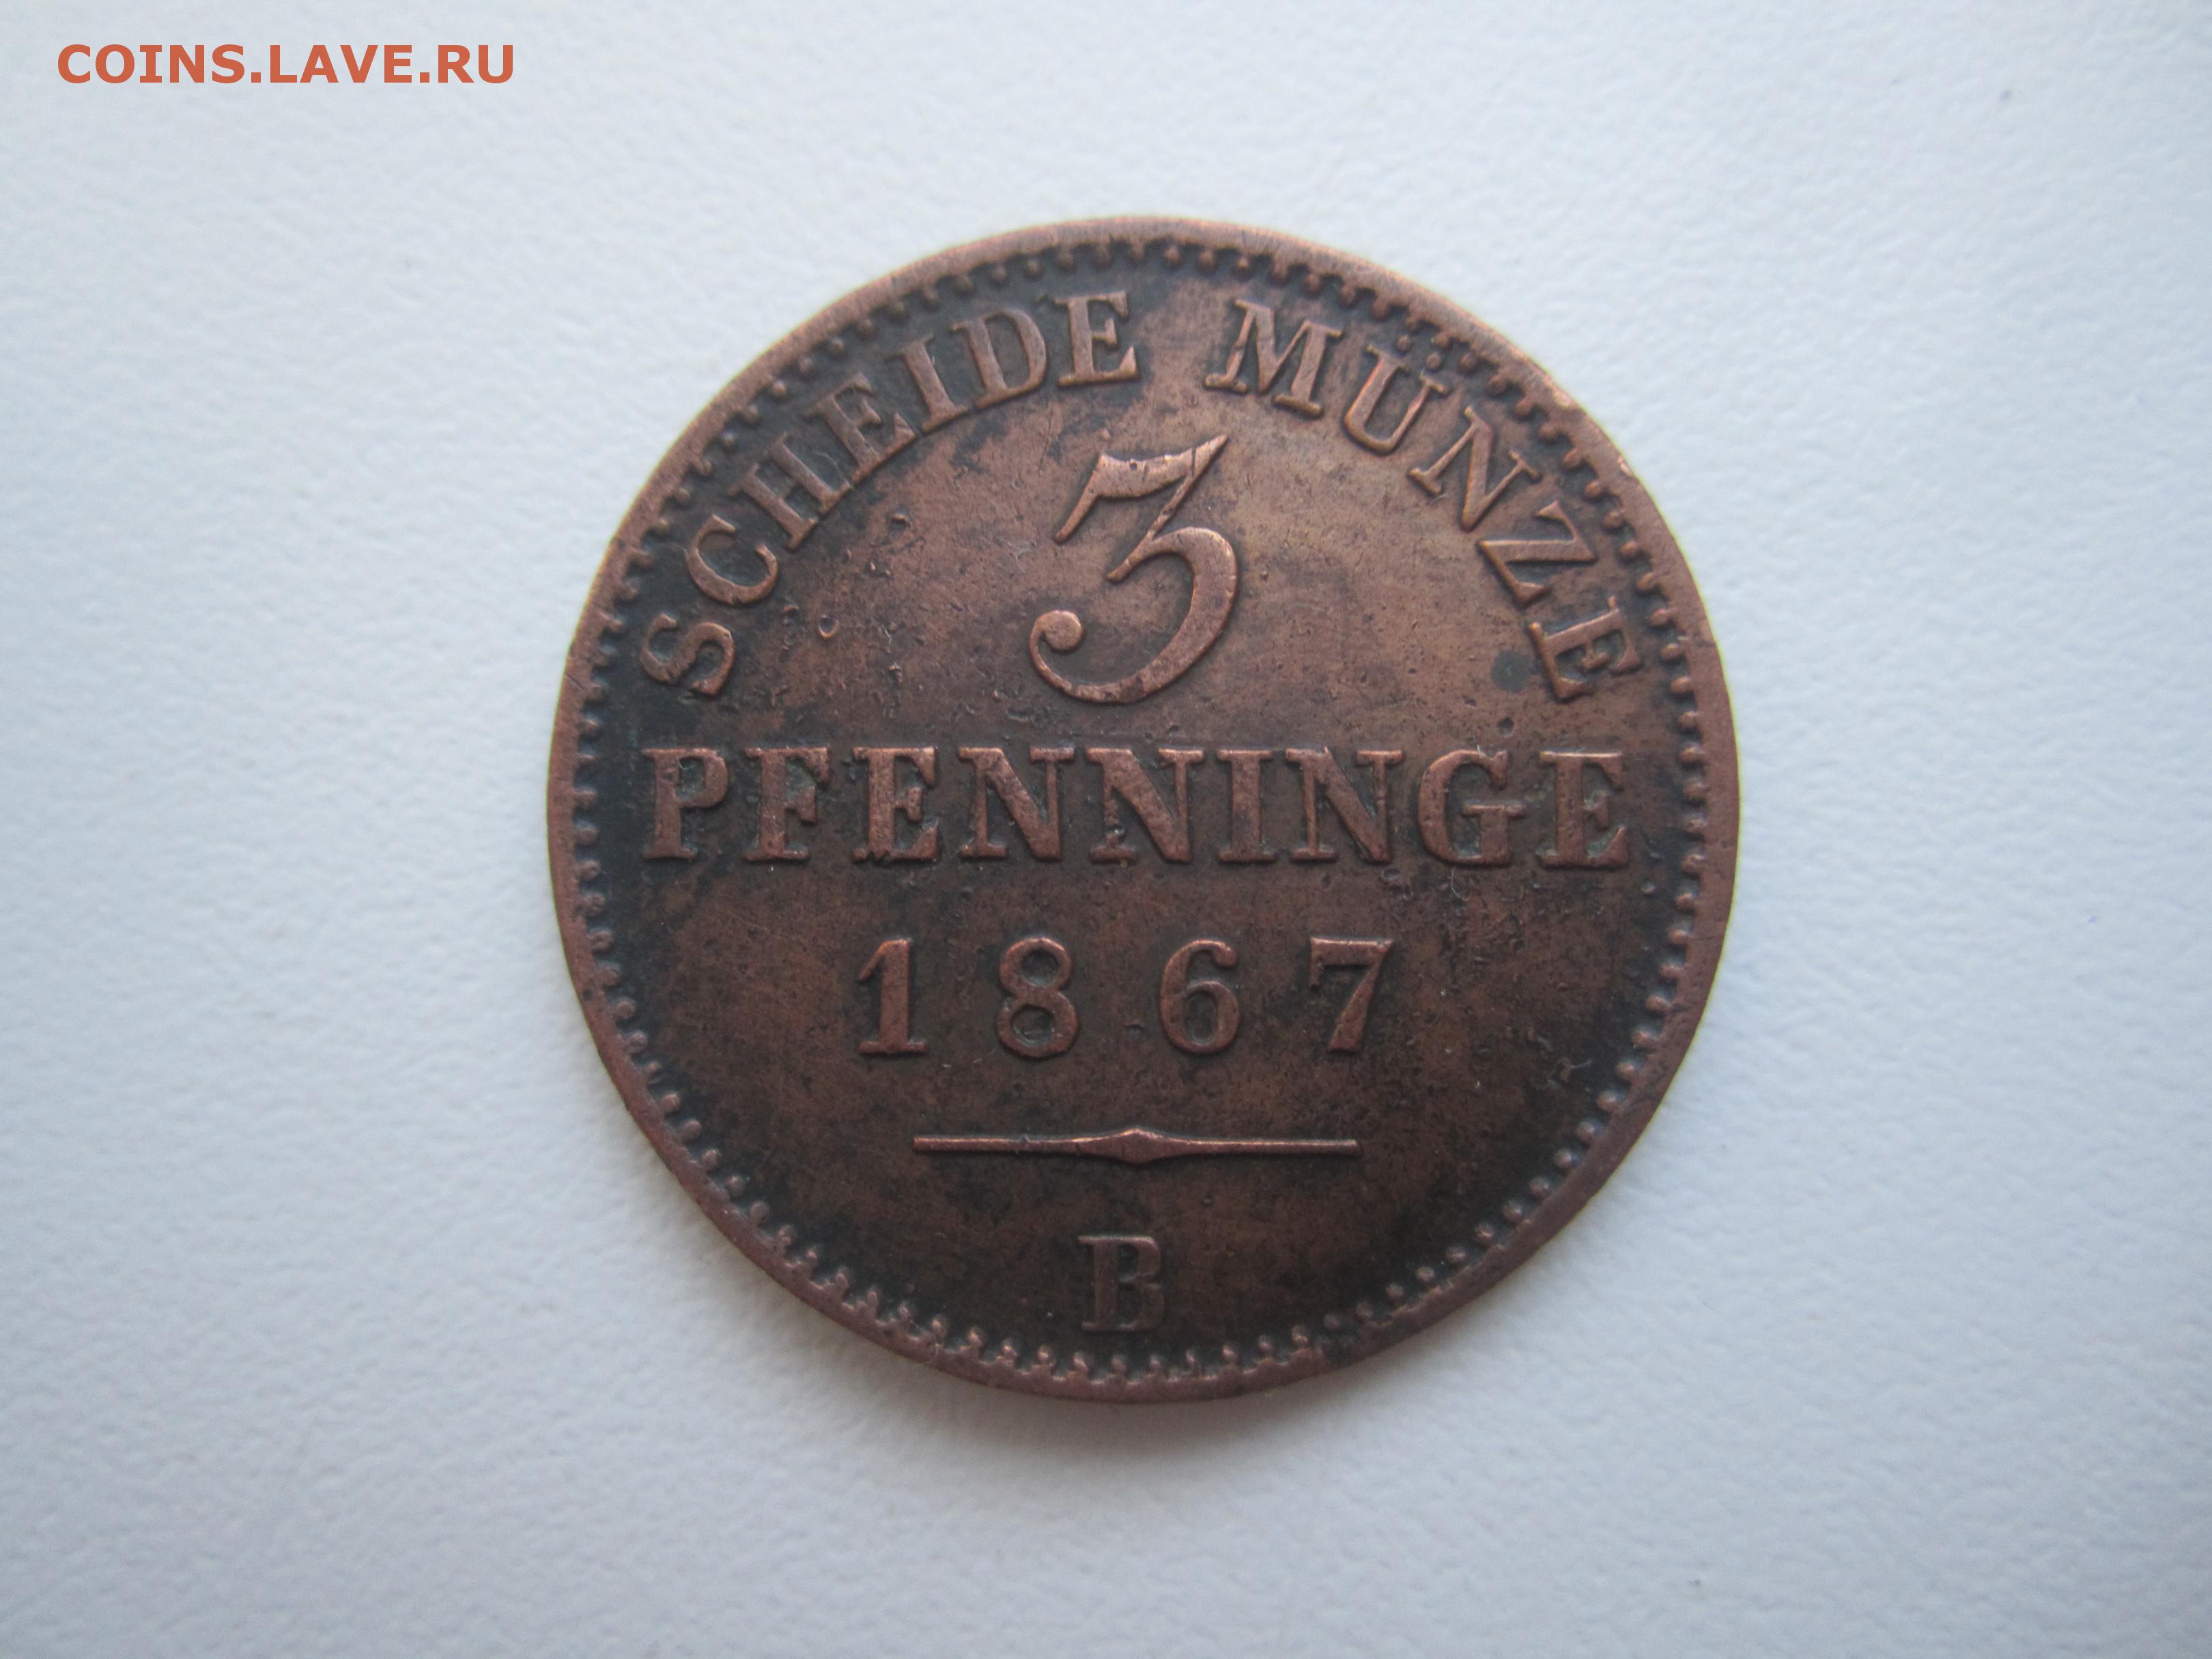 COINS.LAVE.RU
SCHEIDE MÜNZE
3
PFENNINGE
1867
B